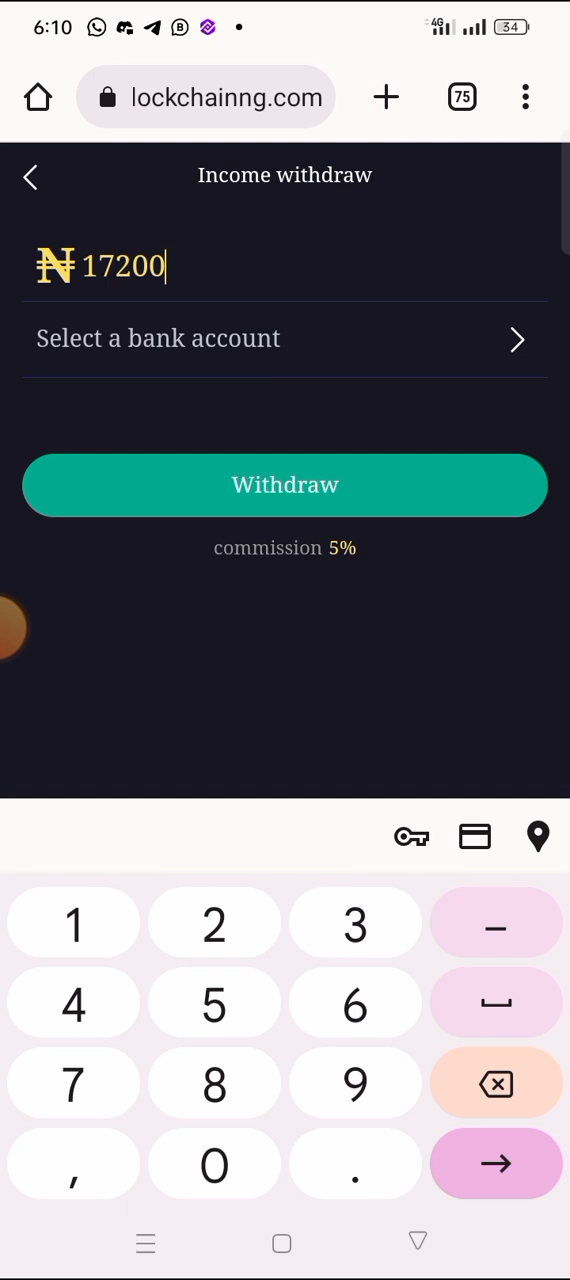 6:10
4G
34
lockchainng.com
75
Income withdraw
₦ 17200
Select a bank account
Withdraw
commission 5%
1 2 3 –
4 5 6
7 8 9
, 0 .